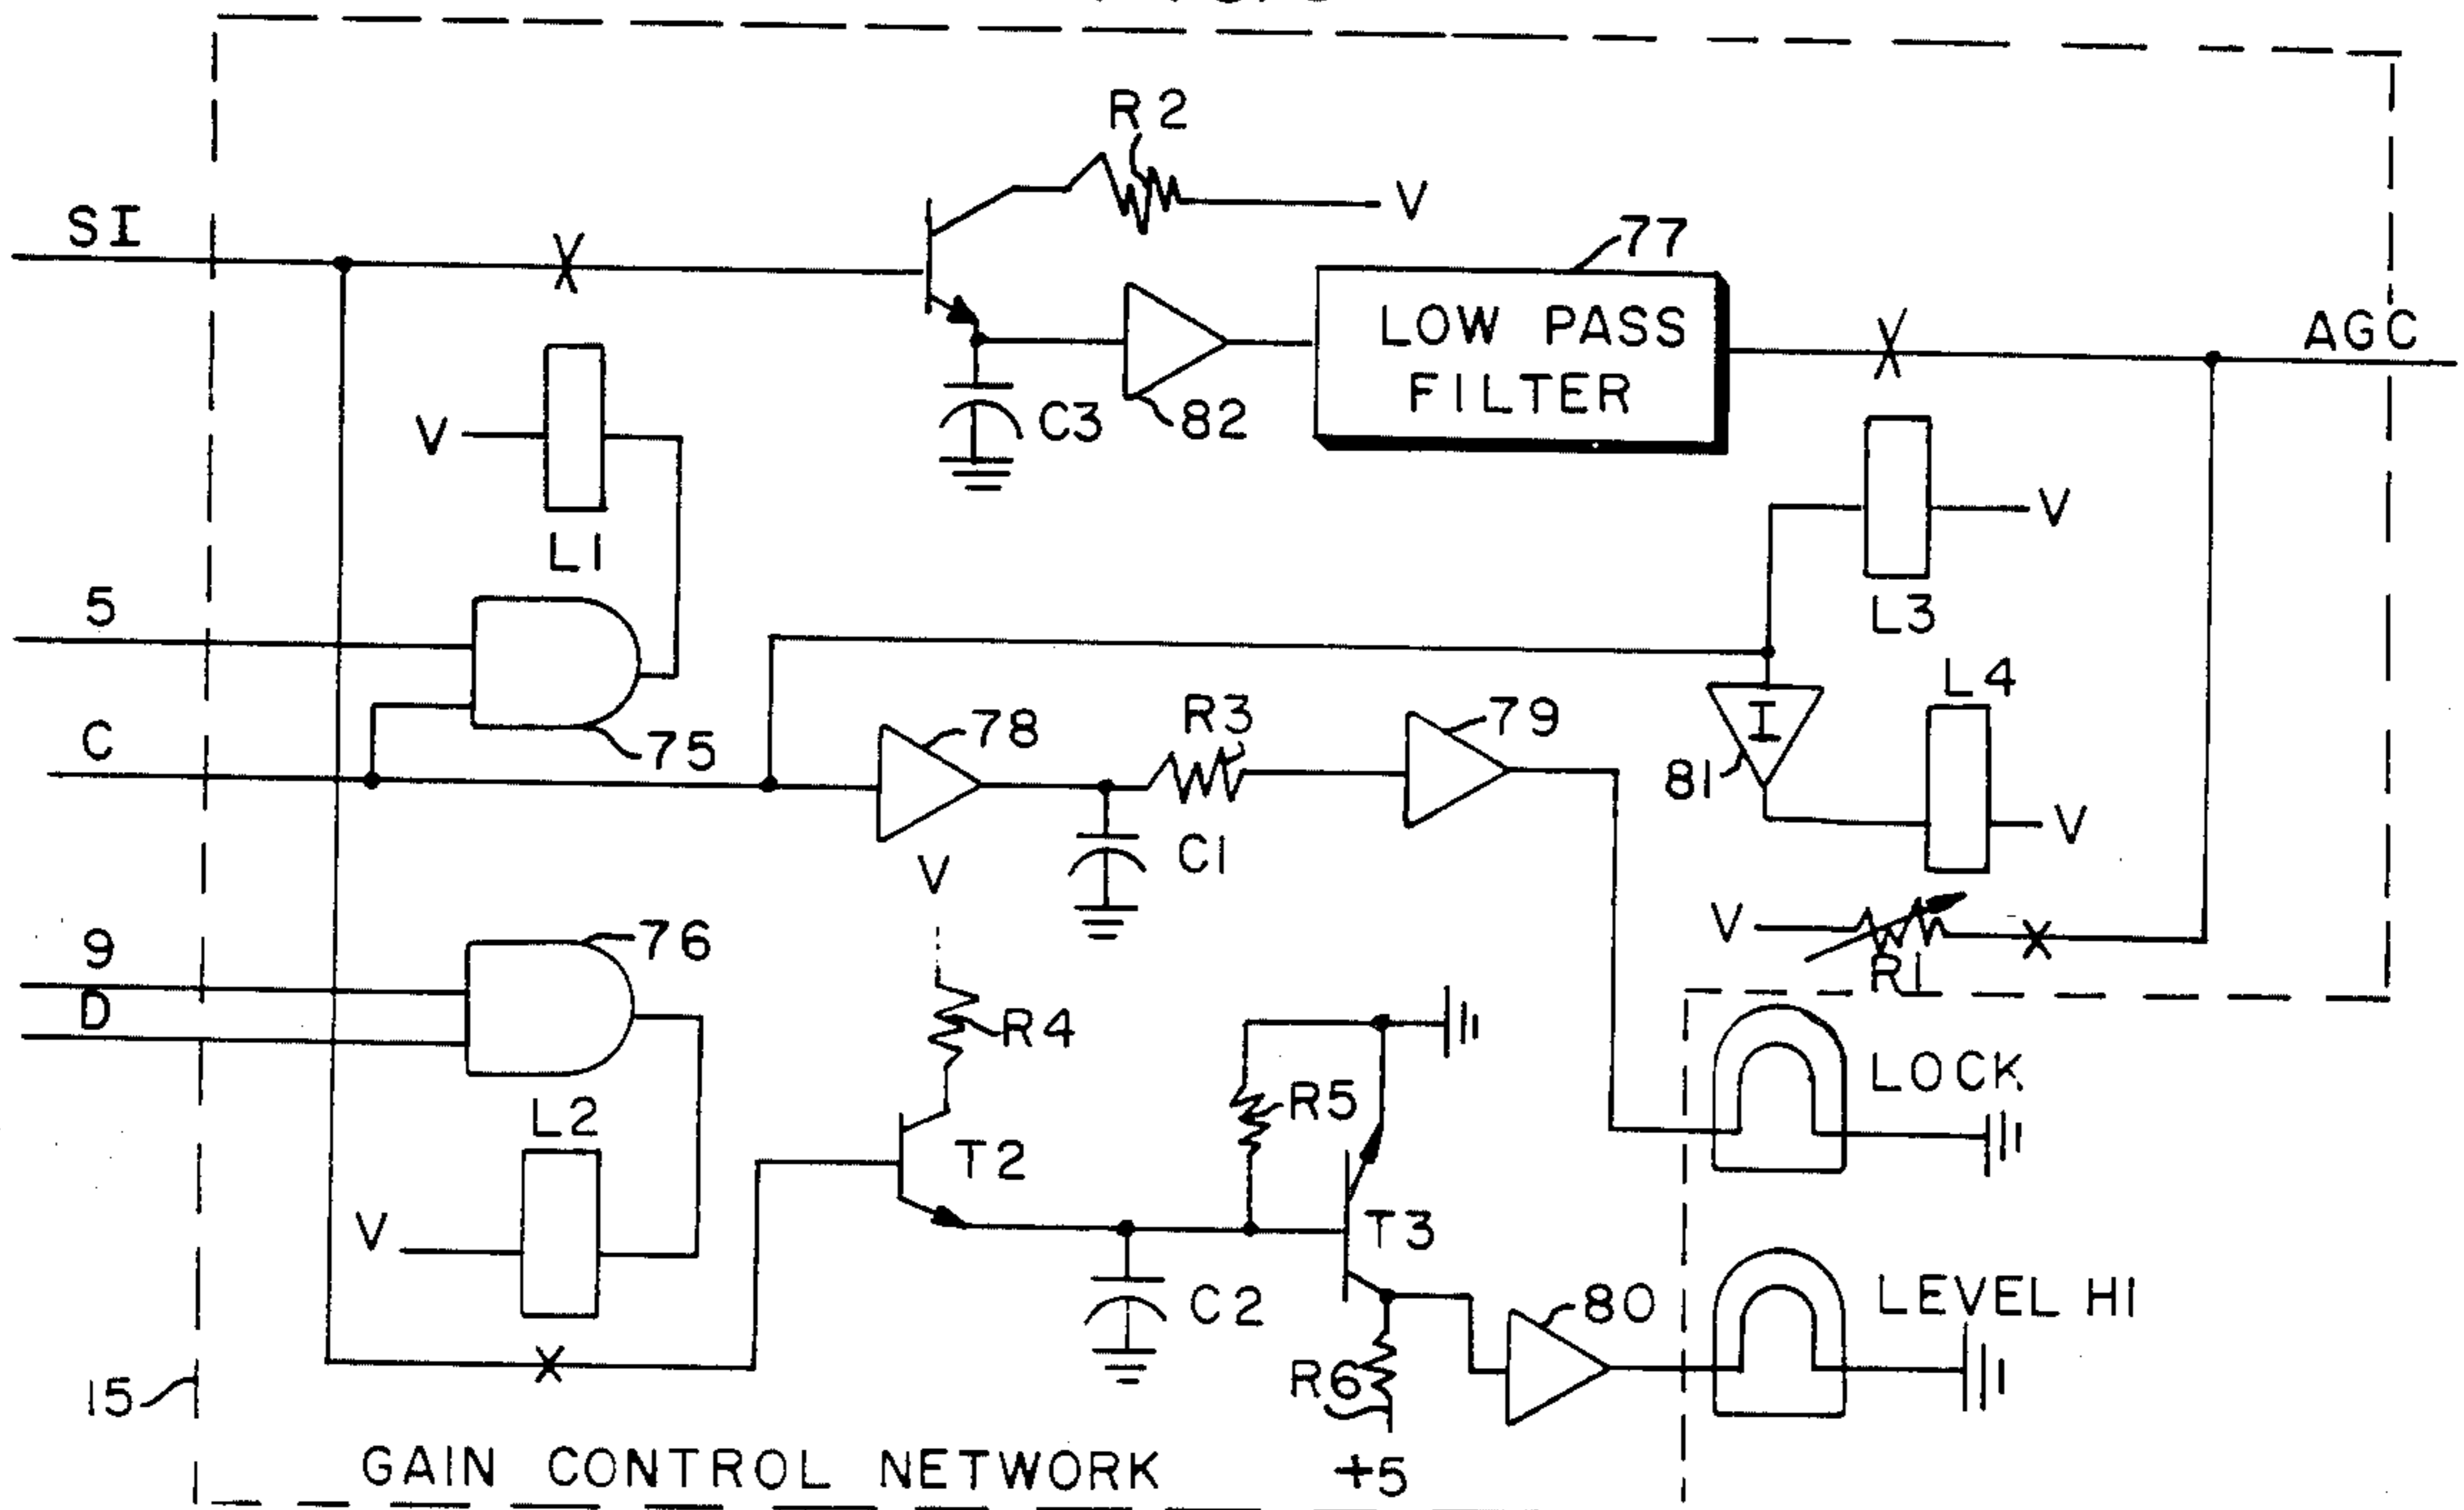 R2
V
SI
77
LOW PASS
FILTER
AGC
82
C3
V
L1
V
L3
5
75
C
78
R3
79
I
81
L4
V
C1
V
V
R1
9
D
76
R4
L2
T2
R5
LOCK
V
T3
C2
80
LEVEL HI
R6
15
GAIN CONTROL NETWORK
+5